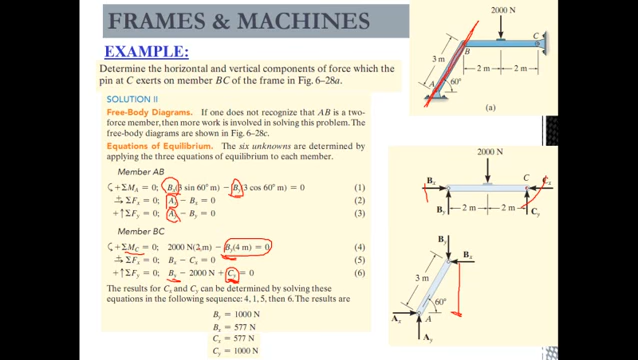 FRAMES & MACHINES
EXAMPLE:
Determine the horizontal and vertical components of force which the
pin at C exerts on member BC of the frame in Fig. 6–28a.
SOLUTION II
Free-Body Diagrams. If one does not recognize that AB is a two-
force member, then more work is involved in solving this problem. The
free-body diagrams are shown in Fig. 6–28c.
Equations of Equilibrium. The six unknowns are determined by
applying the three equations of equilibrium to each member.
Member AB
↺+ΣM_A = 0; B_x(3 sin 60° m) − B_y(3 cos 60° m) = 0 (1)
→+ ΣF_x = 0; A_x − B_x = 0 (2)
+↑ΣF_y = 0; A_y − B_y = 0 (3)
Member BC
↺+ΣM_C = 0; 2000 N(2 m) − B_y(4 m) = 0 (4)
→+ ΣF_x = 0; B_x − C_x = 0 (5)
+↑ΣF_y = 0; B_y − 2000 N + C_y = 0 (6)
The results for C_x and C_y can be determined by solving these
equations in the following sequence: 4, 1, 5, then 6. The results are
B_y = 1000 N
B_x = 577 N
C_x = 577 N
C_y = 1000 N
2000 N
C
B
3 m
2 m
2 m
60°
A
(a)
2000 N
B_x
C
C_x
B_y
2 m
2 m
C_y
B_y
B_x
3 m
60°
A_x
A
A_y